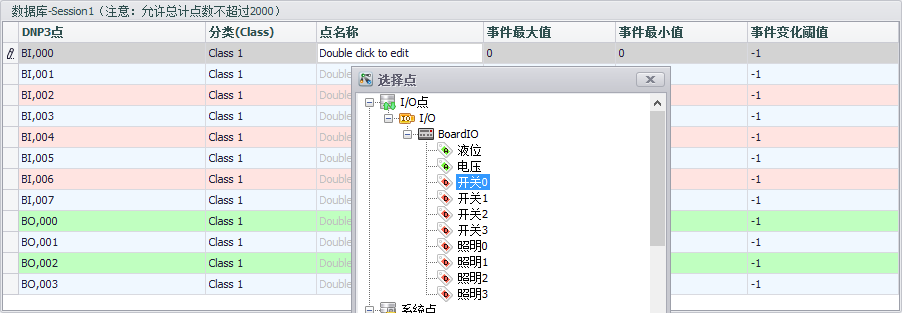 数据库-Session1（注意：允许总计点数不超过2000）
DNP3点 分类(Class) 点名称 事件最大值 事件最小值 事件变化阈值
BI,000 Class 1 Double click to edit 0 0 -1
BI,001 Class 1 Double -1
选择点
BI,002 Class 1 Double -1
I/O点
BI,003 Class 1 Double -1
I/O
BI,004 Class 1 Double -1
BoardIO
BI,005 Class 1 Double -1
液位
电压
BI,006 Class 1 Double -1
开关0
BI,007 Class 1 Double -1
开关1
BO,000 Class 1 Double -1
开关2
开关3
BO,001 Class 1 Double -1
照明0
BO,002 Class 1 Double -1
照明1
照明2
BO,003 Class 1 Double -1
照明3
系统点